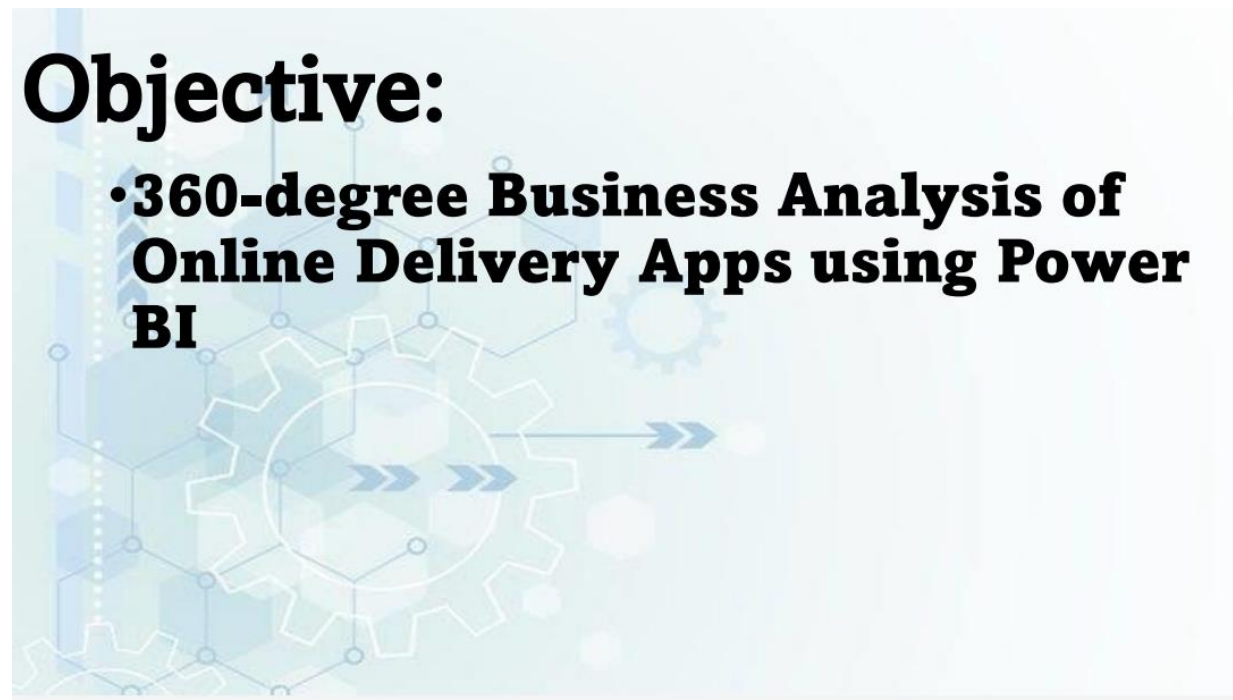 Objective:
•360-degree Business Analysis of
Online Delivery Apps using Power
BI